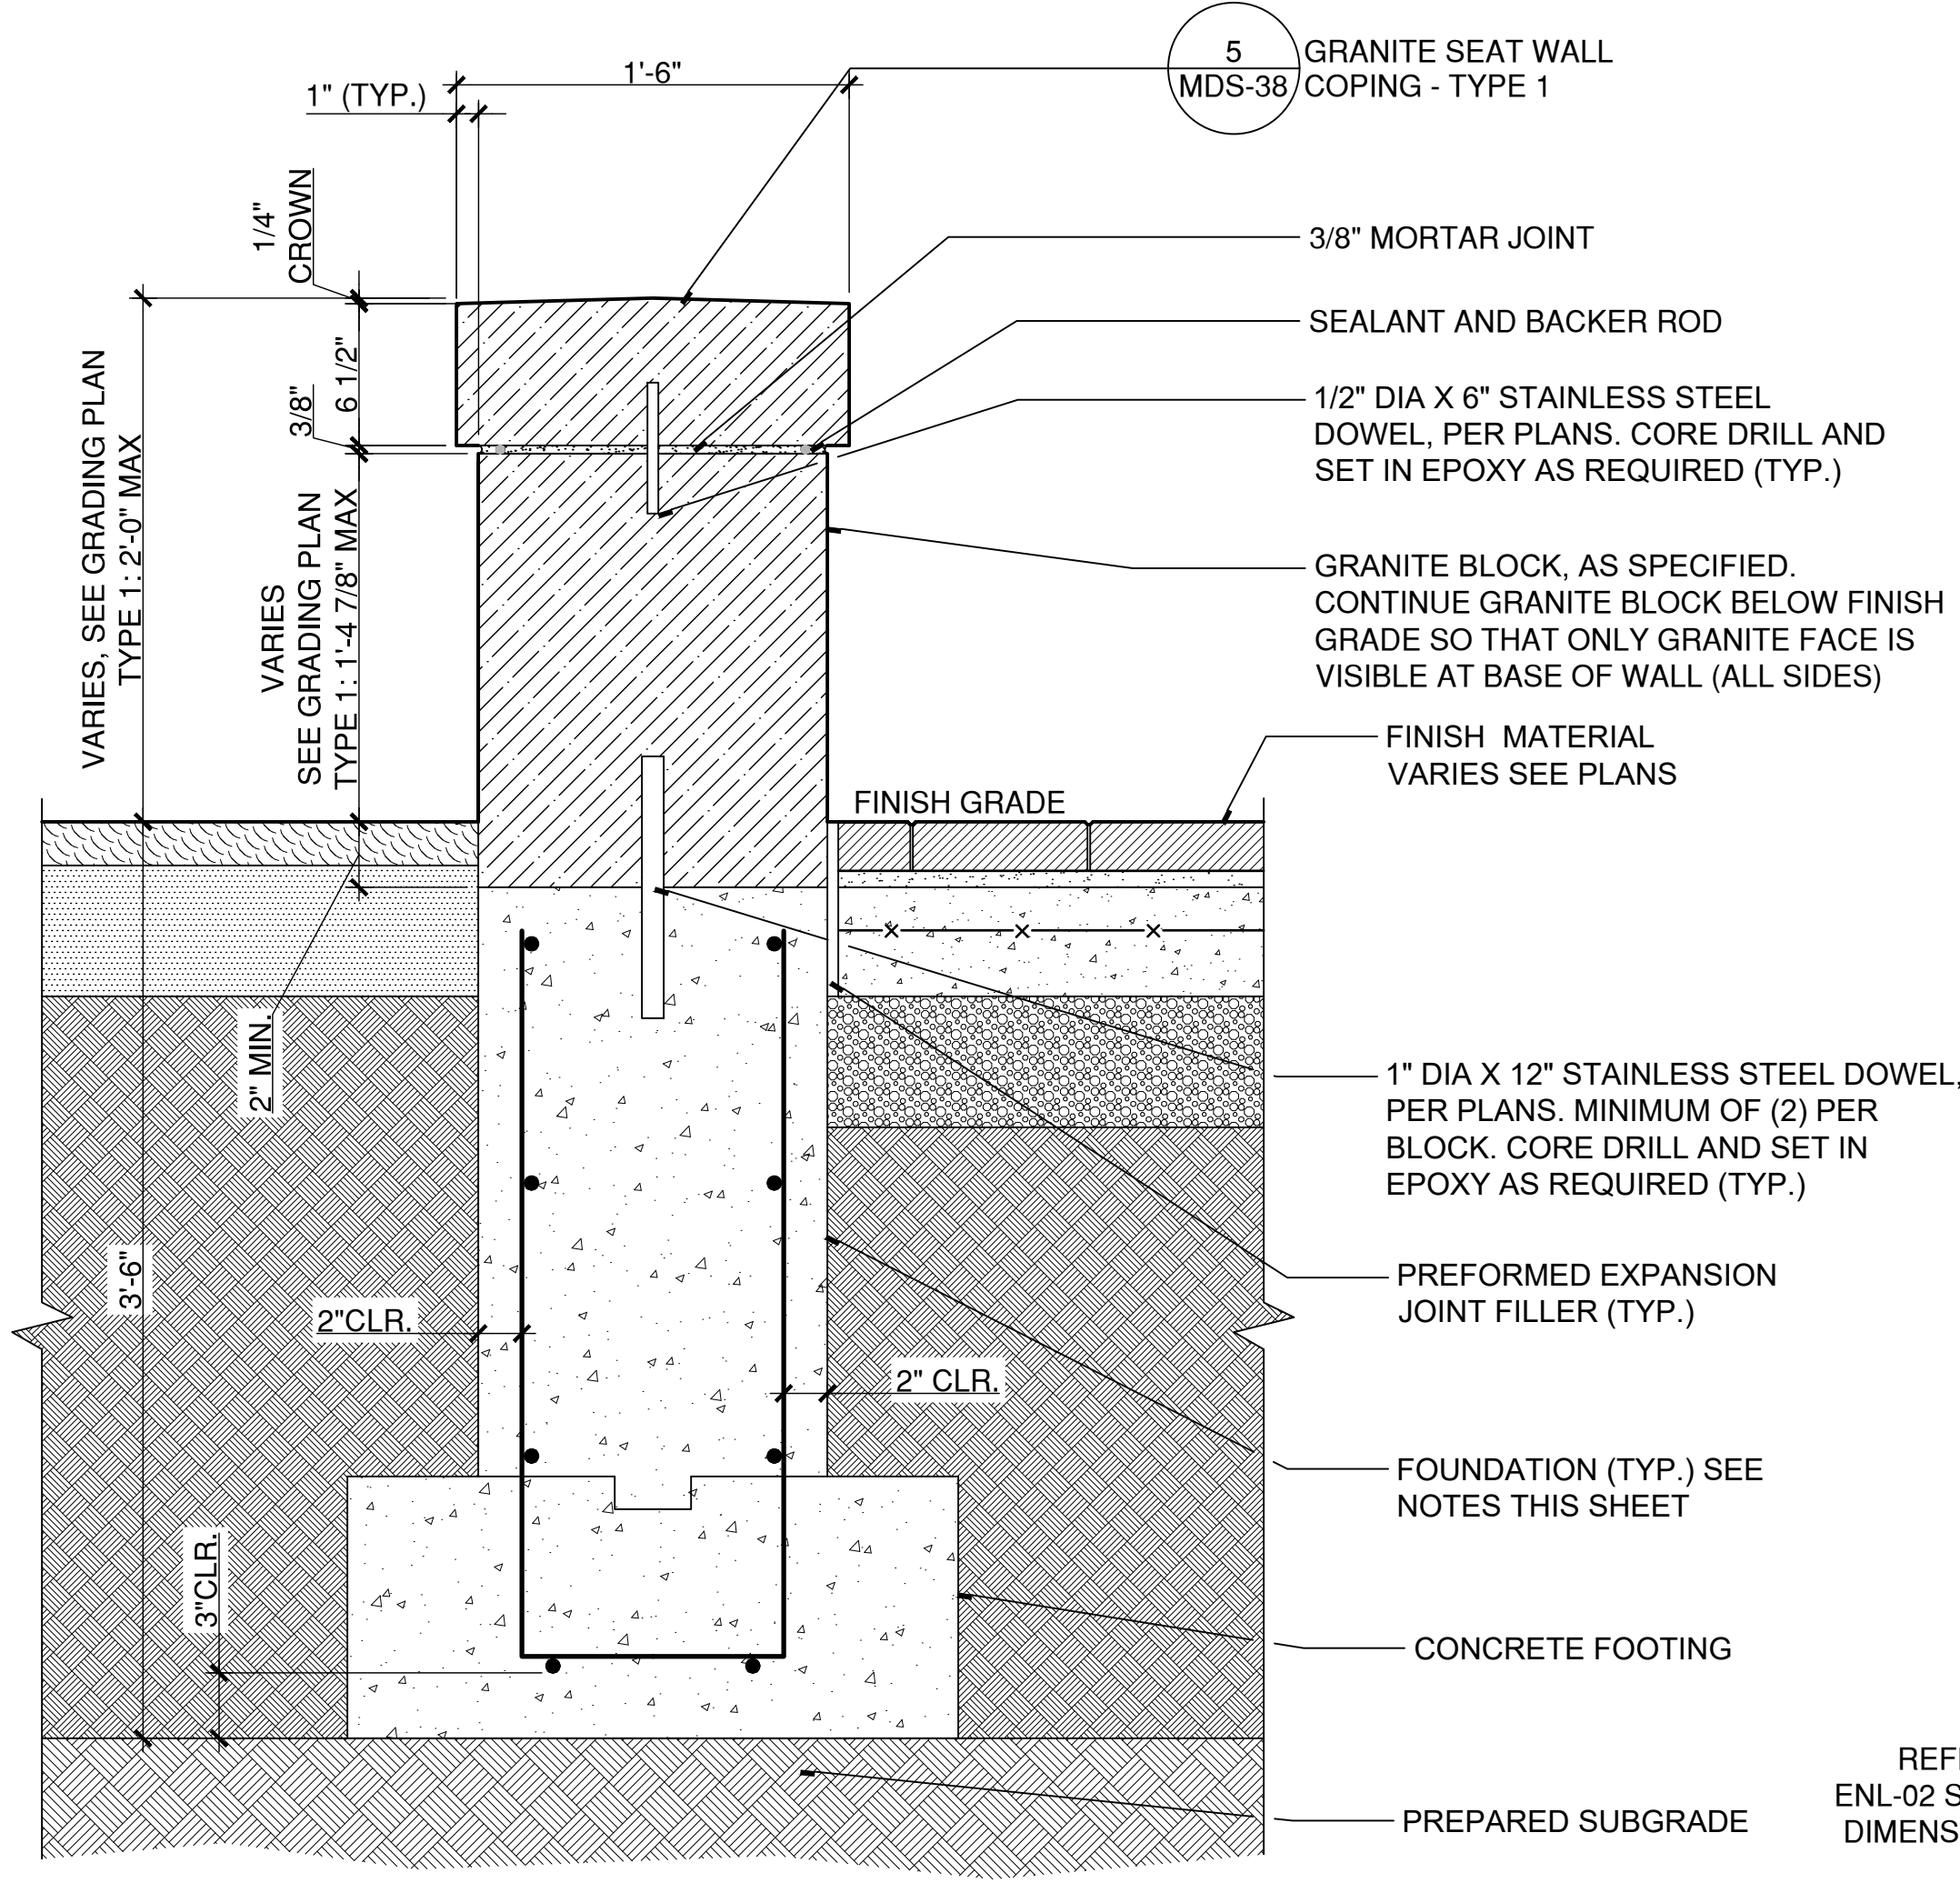 5
MDS-38
GRANITE SEAT WALL
COPING - TYPE 1
1'-6"
1" (TYP.)
1/4"
CROWN
3/8" MORTAR JOINT
SEALANT AND BACKER ROD
6 1/2"
3/8"
1/2" DIA X 6" STAINLESS STEEL
DOWEL, PER PLANS. CORE DRILL AND
SET IN EPOXY AS REQUIRED (TYP.)
VARIES, SEE GRADING PLAN
TYPE 1: 2'-0" MAX
VARIES
SEE GRADING PLAN
TYPE 1: 1'-4 7/8" MAX
GRANITE BLOCK, AS SPECIFIED.
CONTINUE GRANITE BLOCK BELOW FINISH
GRADE SO THAT ONLY GRANITE FACE IS
VISIBLE AT BASE OF WALL (ALL SIDES)
FINISH MATERIAL
VARIES SEE PLANS
FINISH GRADE
2" MIN.
1" DIA X 12" STAINLESS STEEL DOWEL,
PER PLANS. MINIMUM OF (2) PER
BLOCK. CORE DRILL AND SET IN
EPOXY AS REQUIRED (TYP.)
3'-6"
PREFORMED EXPANSION
JOINT FILLER (TYP.)
2"CLR.
2" CLR.
FOUNDATION (TYP.) SEE
NOTES THIS SHEET
3"CLR.
CONCRETE FOOTING
PREPARED SUBGRADE
ENL-02